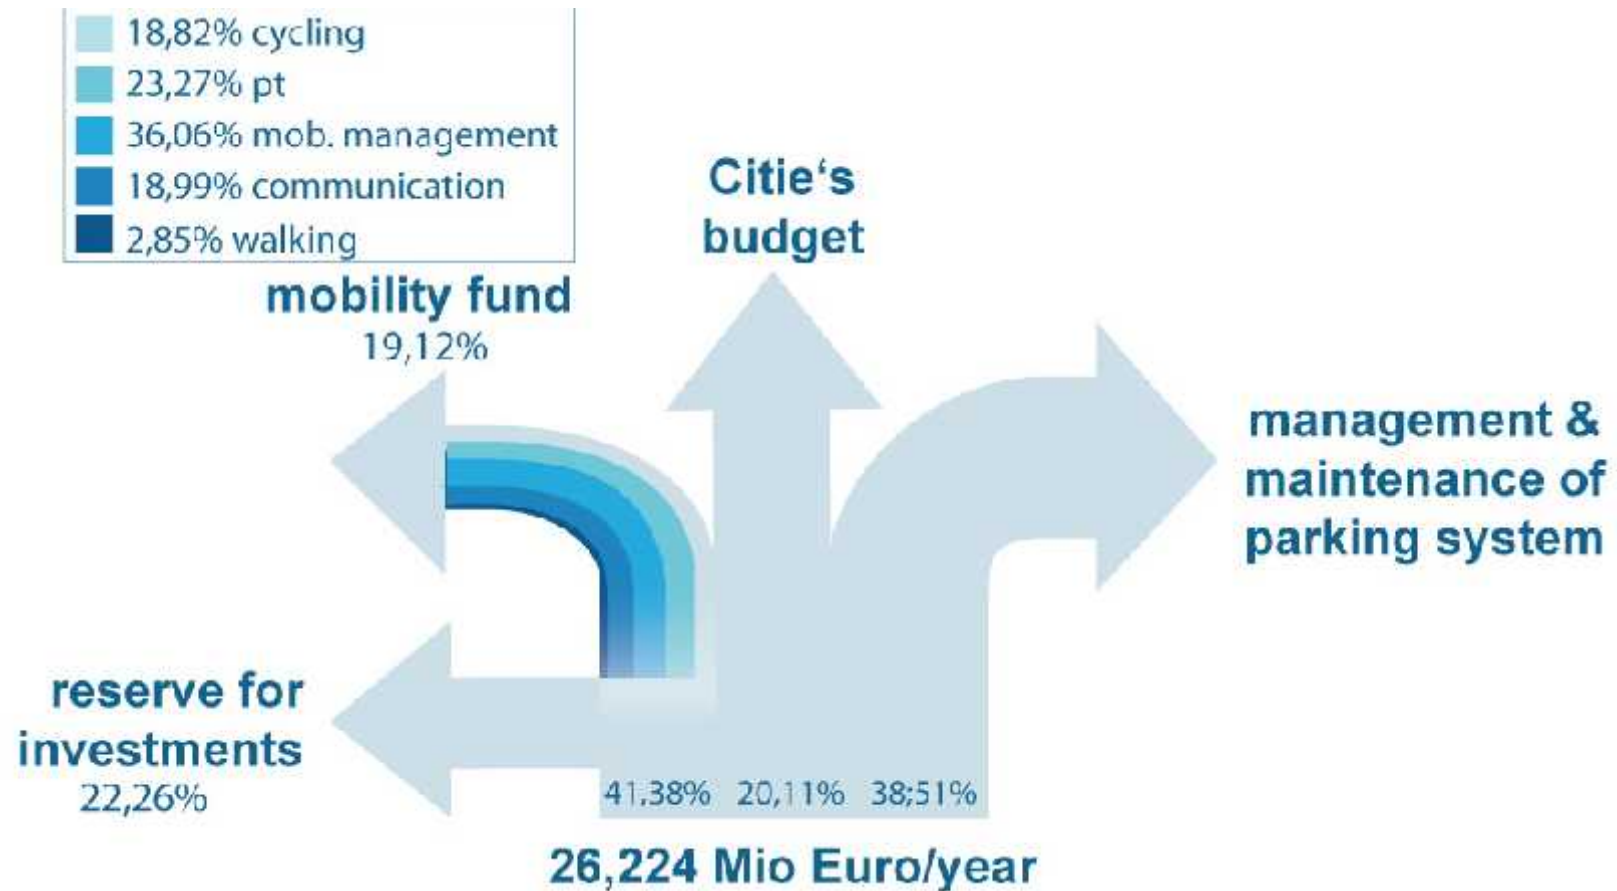 18,82% cycling
23,27% pt
36,06% mob. management
18,99% communication
2,85% walking
mobility fund
19,12%
Citie‘s
budget
management &
maintenance of
parking system
reserve for
investments
22,26%
41,38% 20,11% 38;51%
26,224 Mio Euro/year